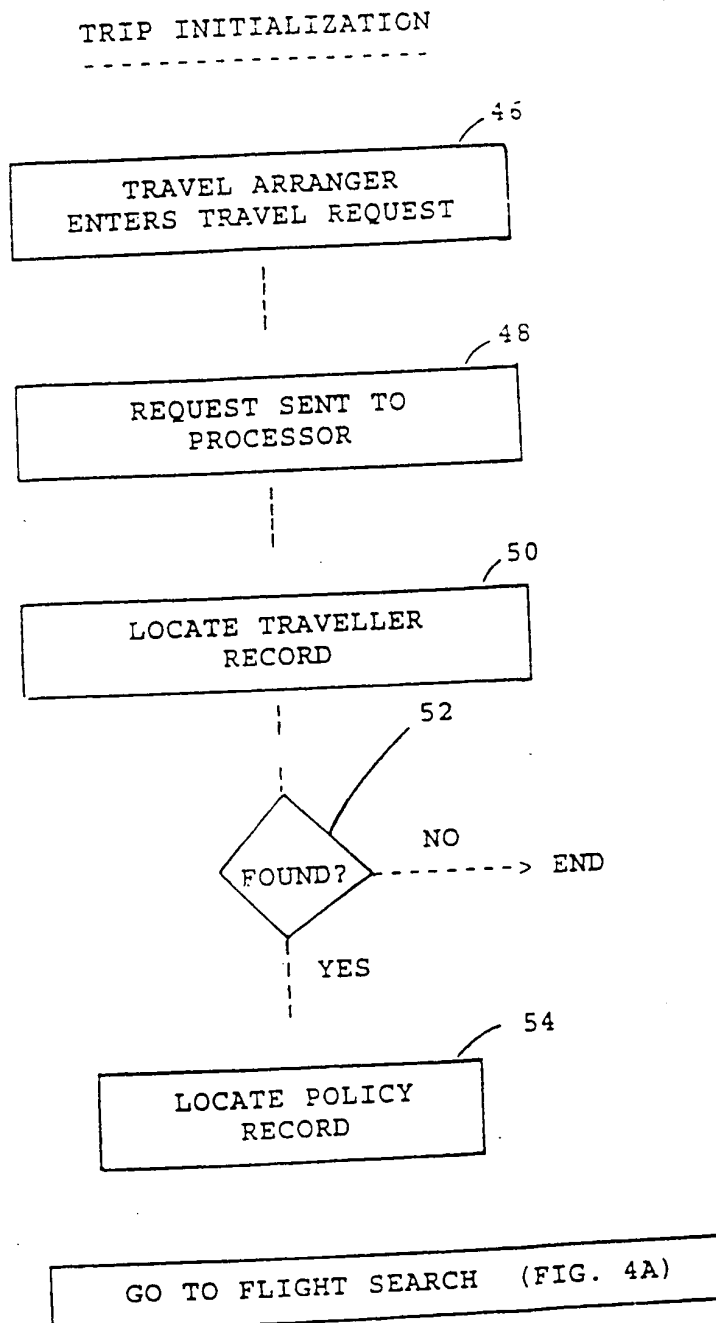 TRIP INITIALIZATION
46
TRAVEL ARRANGER
ENTERS TRAVEL REQUEST
48
REQUEST SENT TO
PROCESSOR
50
LOCATE TRAVELLER
RECORD
52
FOUND?
NO
END
YES
54
LOCATE POLICY
RECORD
GO TO FLIGHT SEARCH (FIG. 4A)